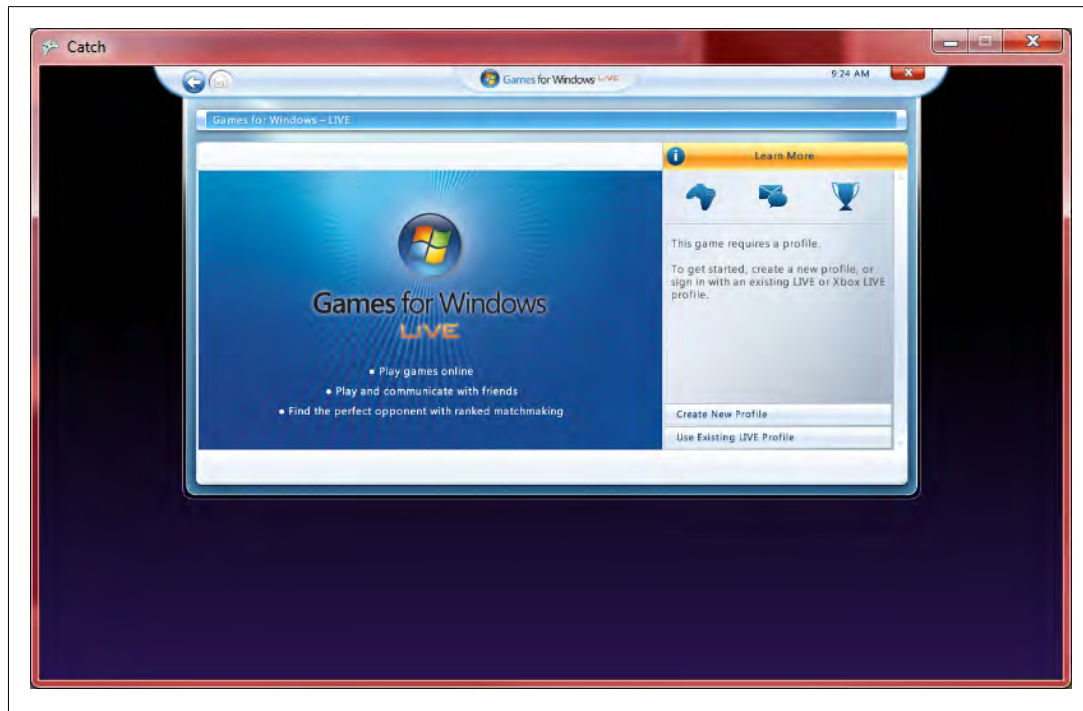 Catch
Games for Windows LIVE
9:24 AM
Games for Windows – LIVE
Learn More
Games for Windows
LIVE
• Play games online
• Play and communicate with friends
• Find the perfect opponent with ranked matchmaking
This game requires a profile.
To get started, create a new profile, or
sign in with an existing LIVE or Xbox LIVE
profile.
Create New Profile
Use Existing LIVE Profile